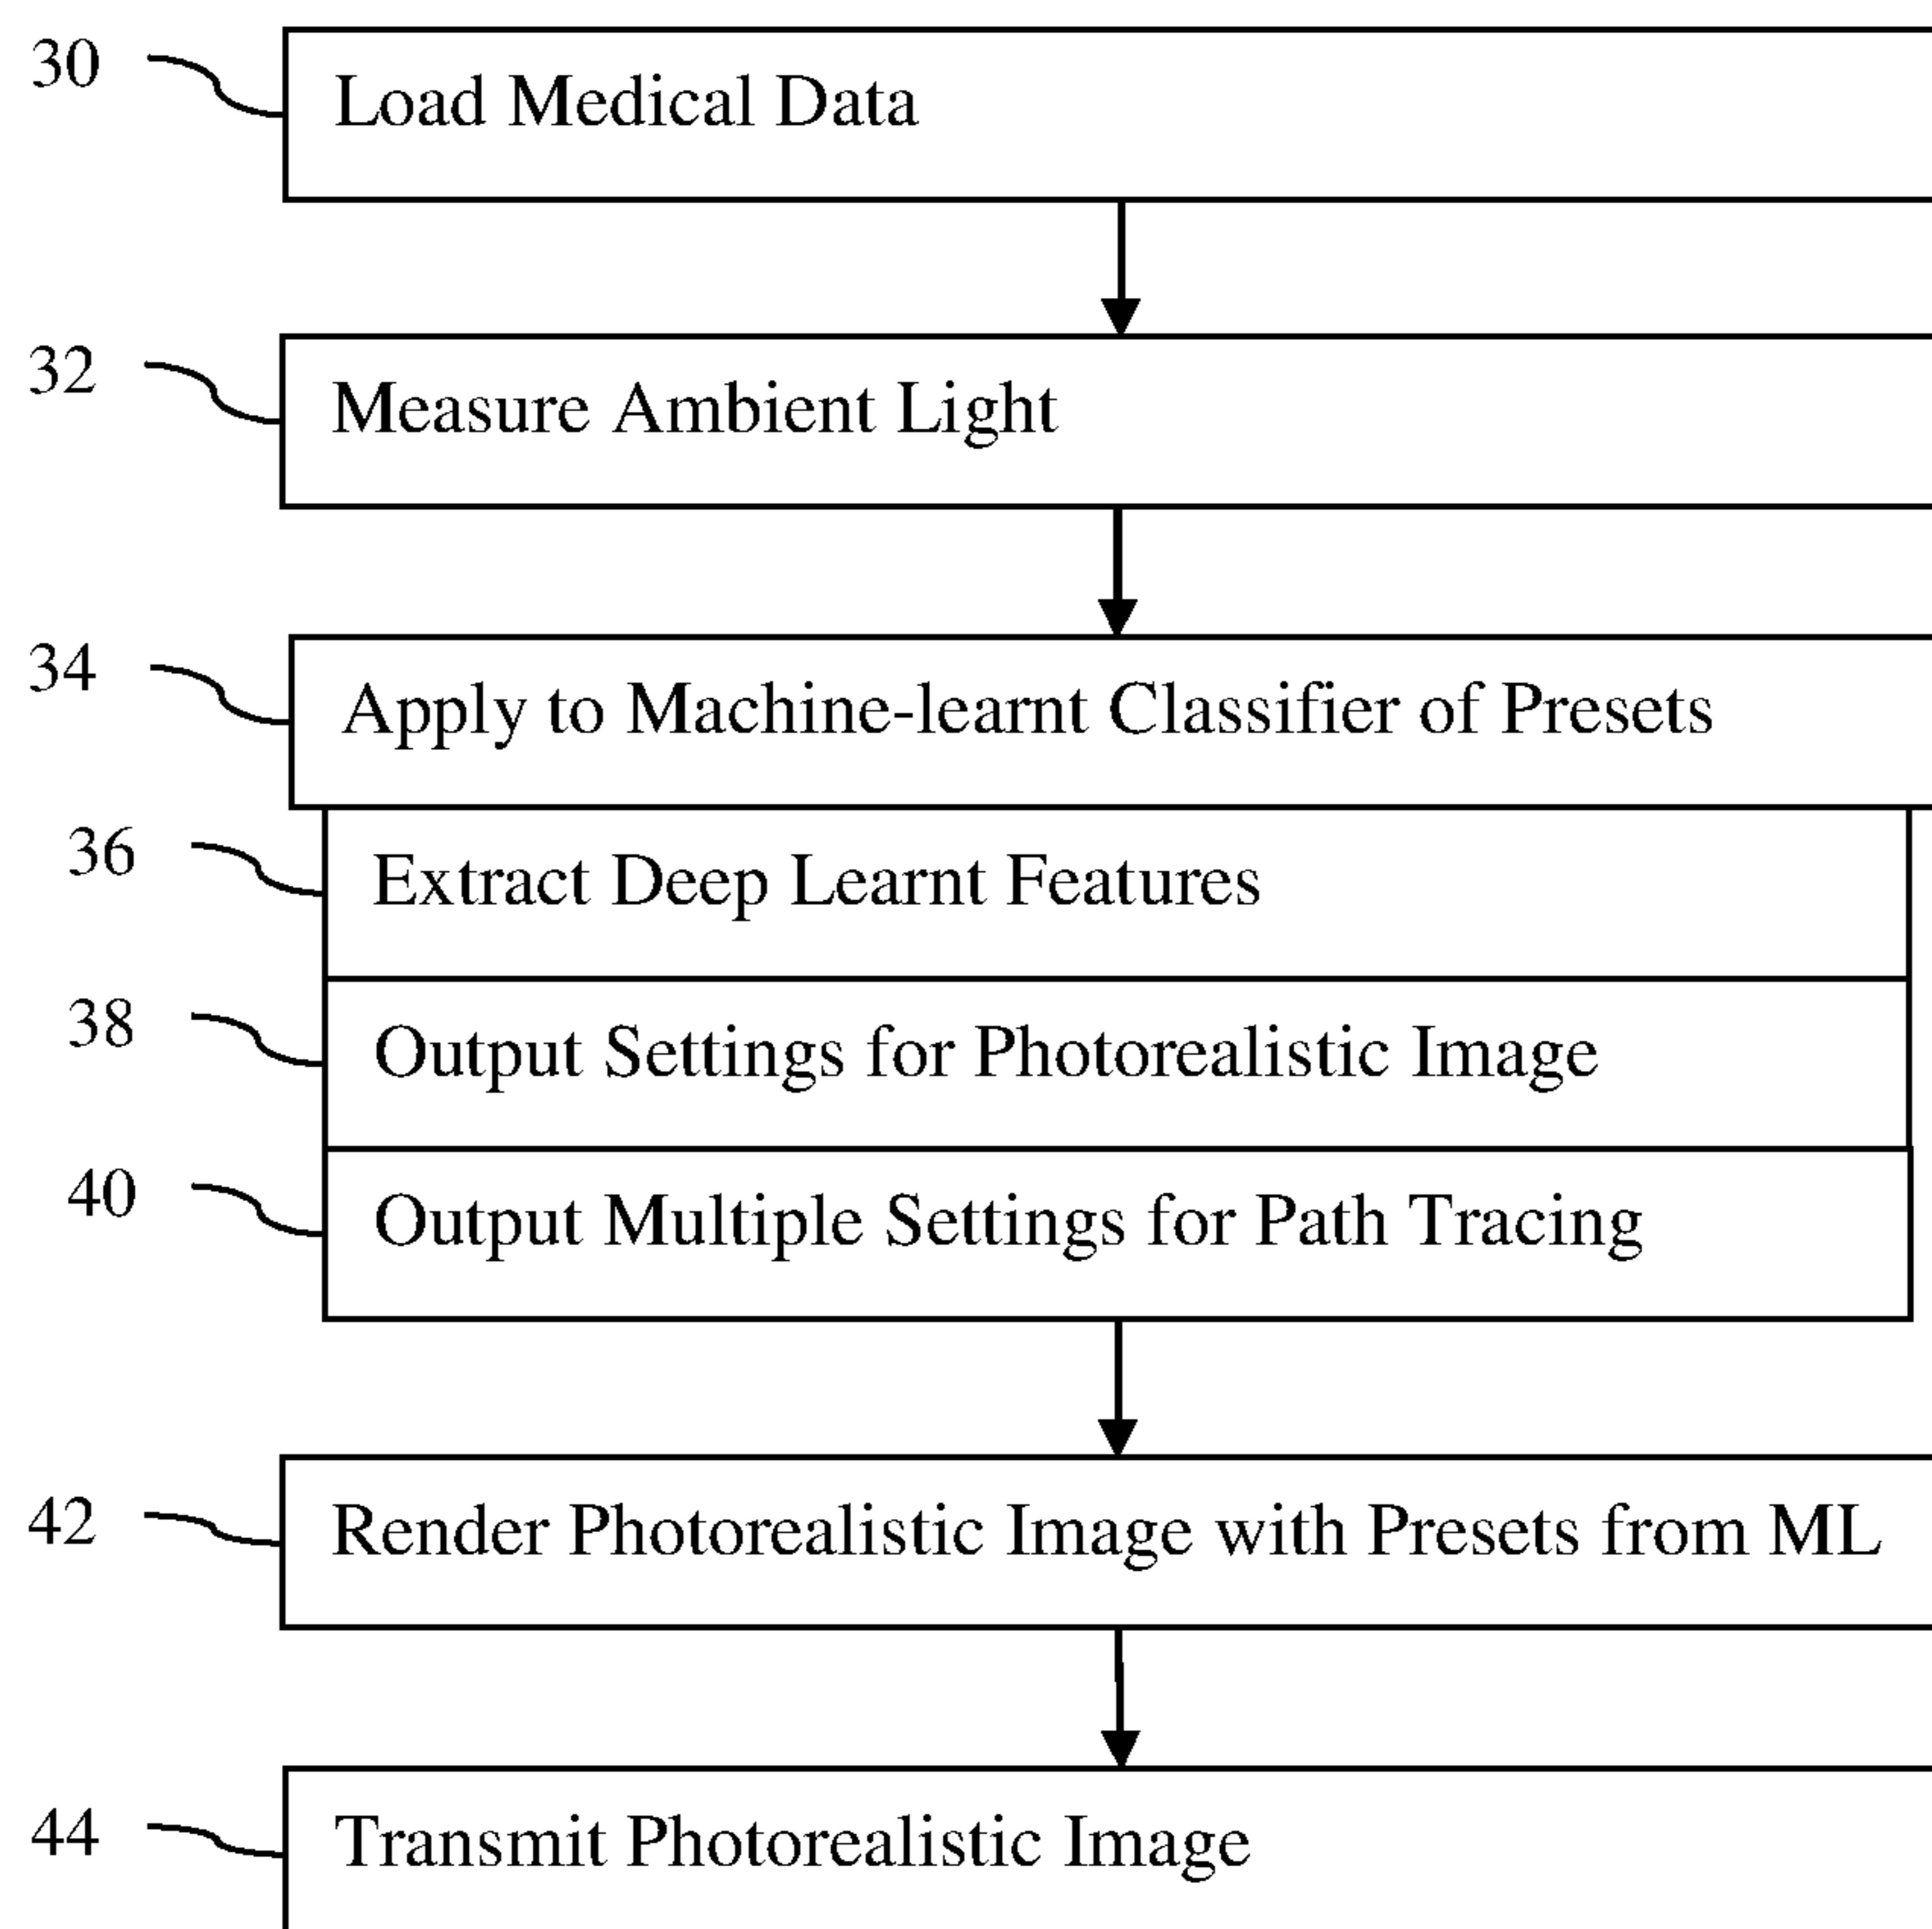 30 Load Medical Data
32 Measure Ambient Light
34 Apply to Machine-learnt Classifier of Presets
36 Extract Deep Learnt Features
38 Output Settings for Photorealistic Image
40 Output Multiple Settings for Path Tracing
42 Render Photorealistic Image with Presets from ML
44 Transmit Photorealistic Image